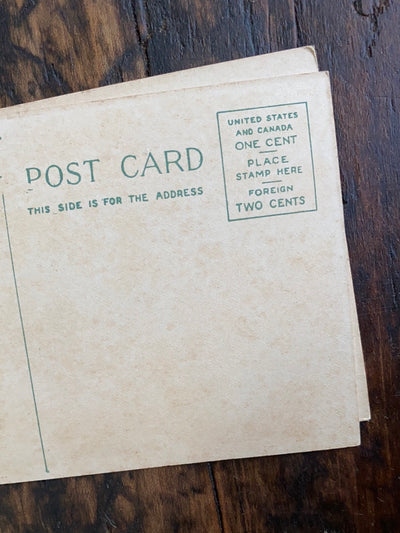 POST CARD
THIS SIDE IS FOR THE ADDRESS
UNITED STATES
AND CANADA
ONE CENT
PLACE
STAMP HERE
FOREIGN
TWO CENTS